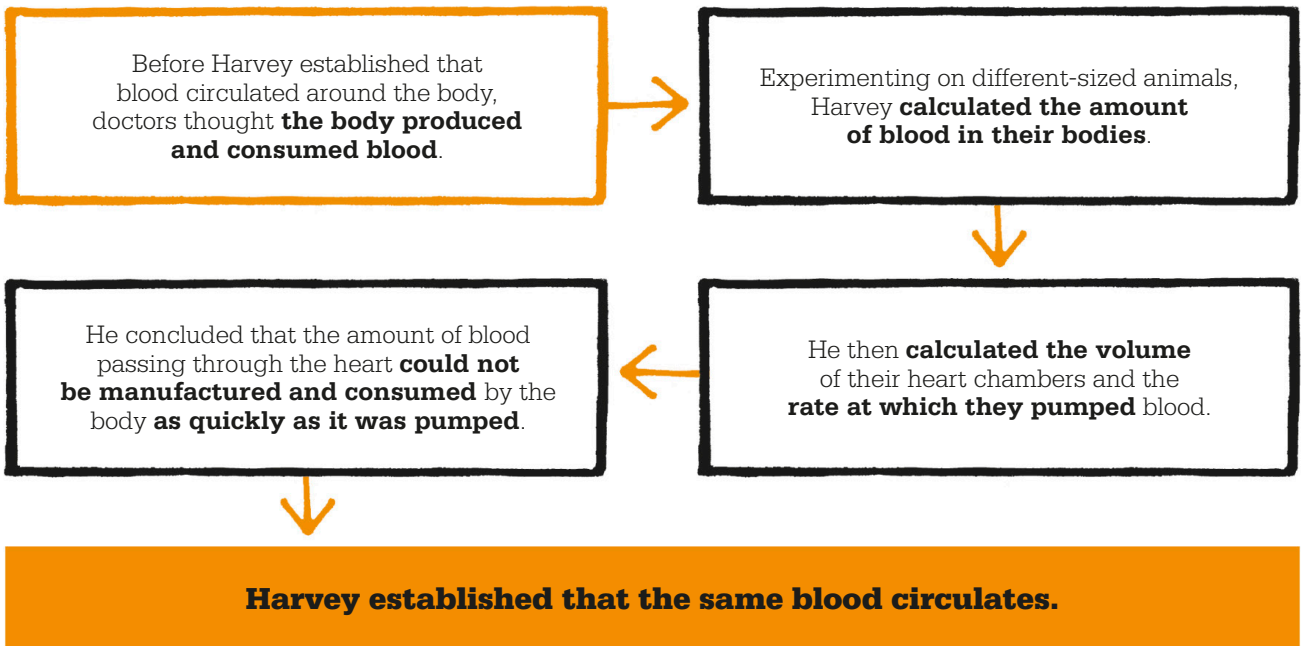 Before Harvey established that
blood circulated around the body,
doctors thought the body produced
and consumed blood.
Experimenting on different-sized animals,
Harvey calculated the amount
of blood in their bodies.
He then calculated the volume
of their heart chambers and the
rate at which they pumped blood.
He concluded that the amount of blood
passing through the heart could not
be manufactured and consumed by the
body as quickly as it was pumped.
Harvey established that the same blood circulates.